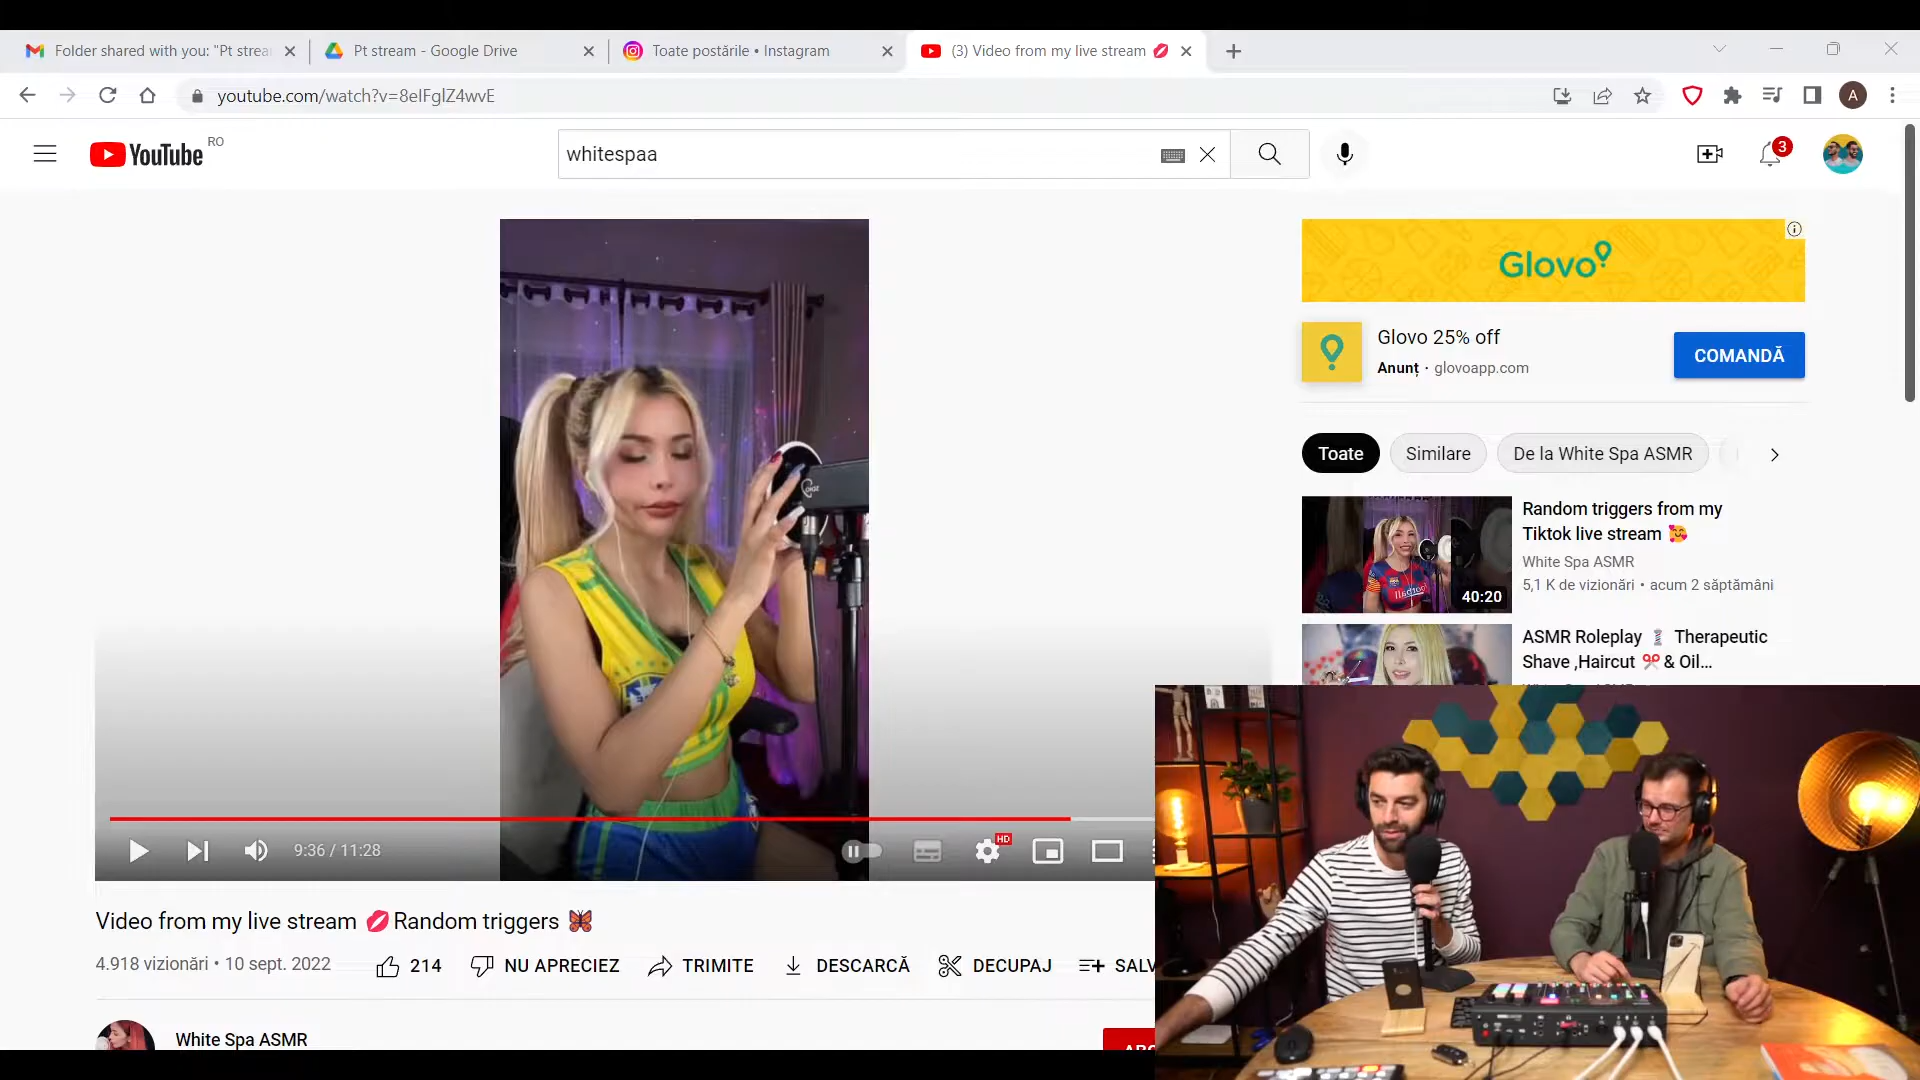 Folder shared with you: "Pt strea
Pt stream - Google Drive
Toate postările • Instagram
(3) Video from my live stream 💋
youtube.com/watch?v=8eIFglZ4wvE
A
YouTube RO
whitespaa
3
Glovo
Glovo 25% off
Anunț · glovoapp.com
COMANDĂ
Toate
Similare
De la White Spa ASMR
Random triggers from my
Tiktok live stream 🥰
White Spa ASMR
5,1 K de vizionări • acum 2 săptămâni
40:20
ASMR Roleplay 💈 Therapeutic
Shave ,Haircut ✂️ & Oil...
9:36 / 11:28
HD
Video from my live stream 💋 Random triggers 🦋
4.918 vizionări • 10 sept. 2022
214
NU APRECIEZ
TRIMITE
DESCARCĂ
DECUPAJ
SALV
White Spa ASMR